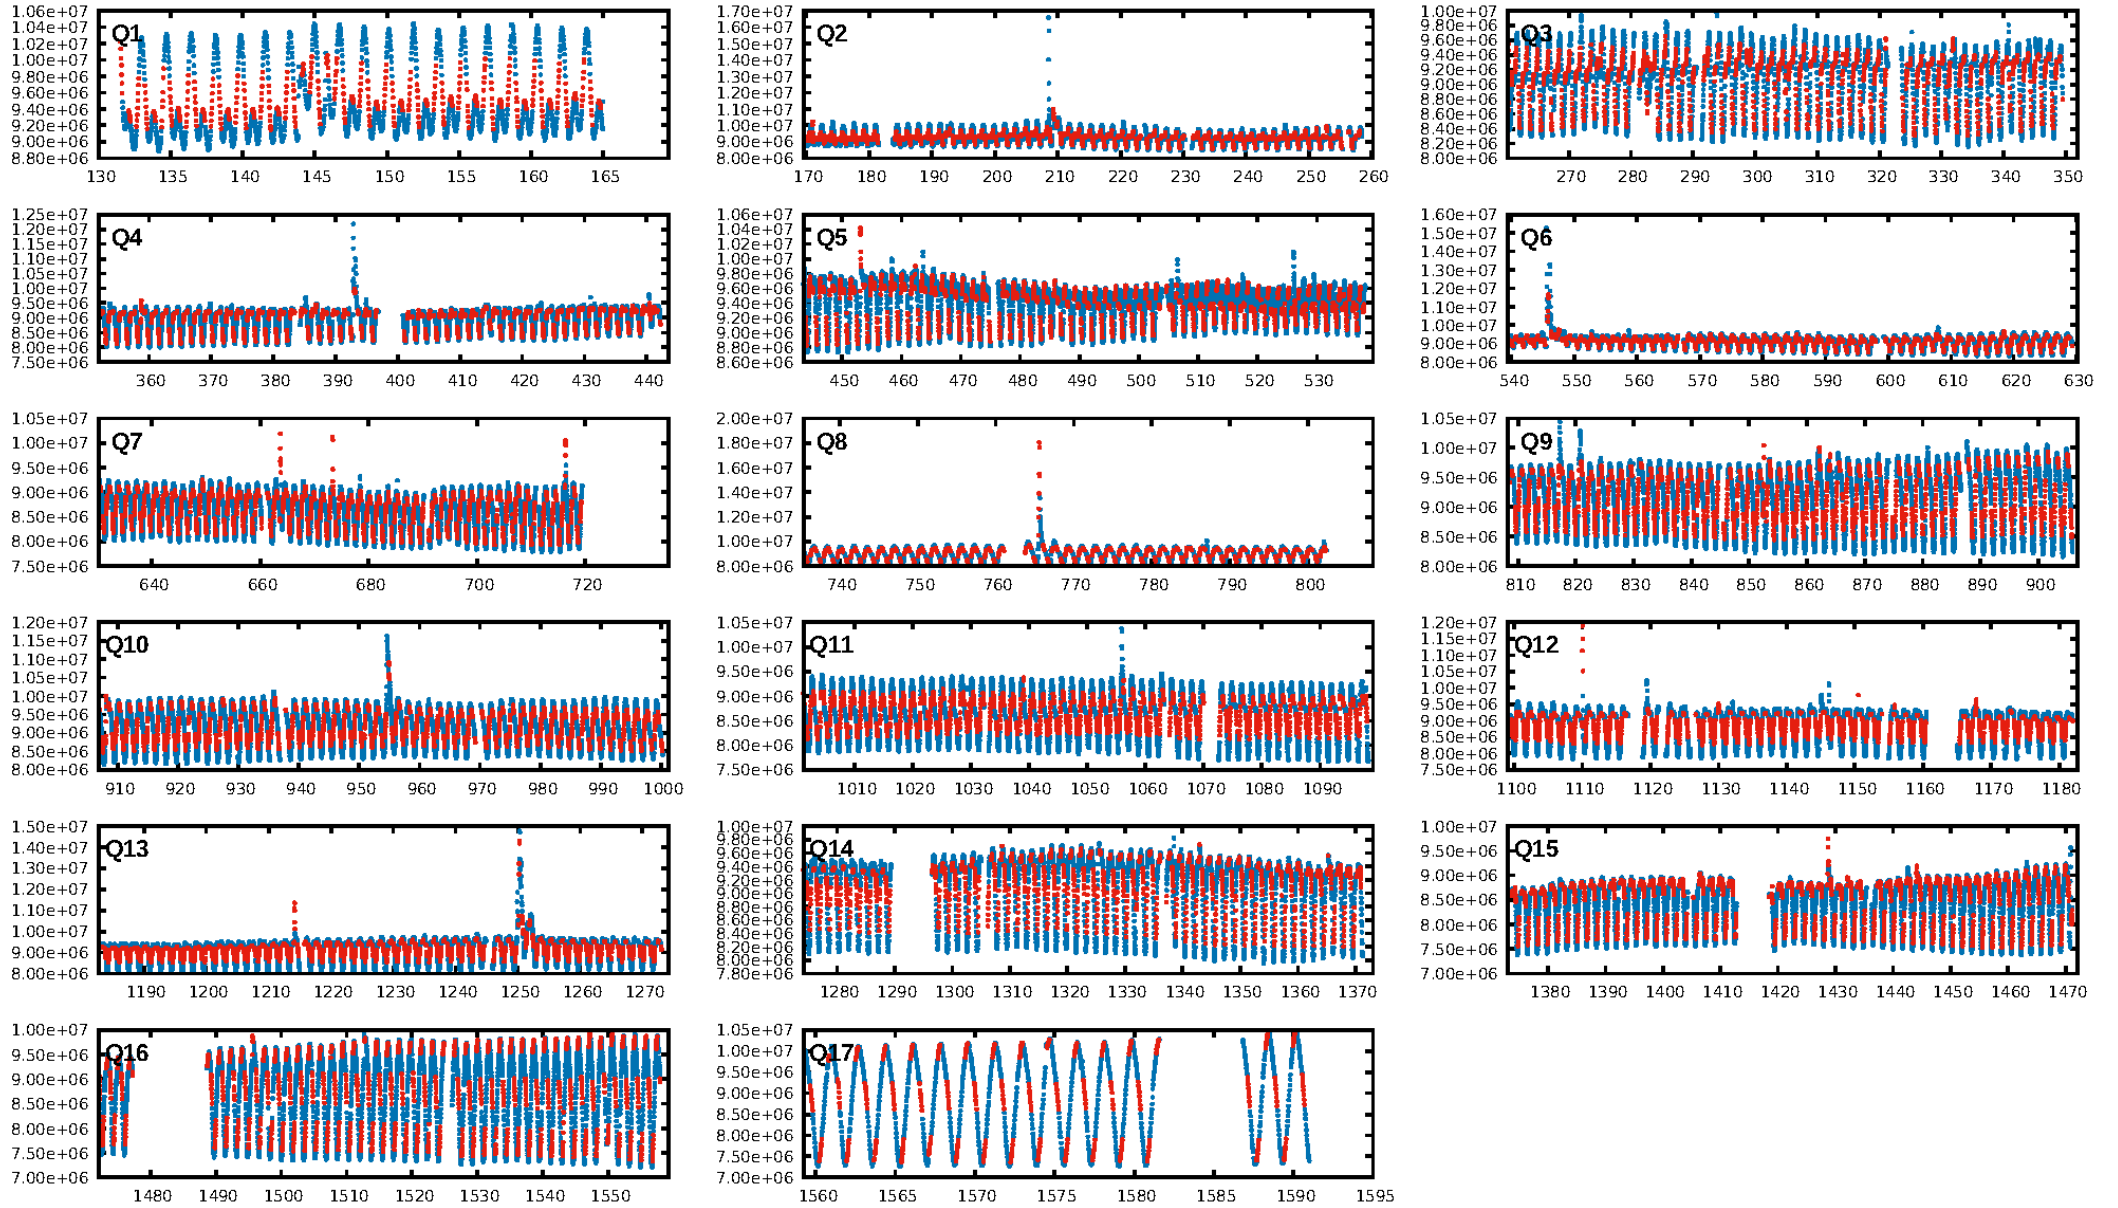 1.06e+07 1.04e+07 1.02e+07 1.00e+07 9.80e+06 9.60e+06 9.40e+06 9.20e+06 9.00e+06 8.80e+06
Q1
130 135 140 145 150 155 160 165
1.70e+07 1.60e+07 1.50e+07 1.40e+07 1.30e+07 1.20e+07 1.10e+07 1.00e+07 9.00e+06 8.00e+06
Q2
170 180 190 200 210 220 230 240 250 260
1.00e+07 9.80e+06 9.60e+06 9.40e+06 9.20e+06 9.00e+06 8.80e+06 8.60e+06 8.40e+06 8.20e+06 8.00e+06
Q3
270 280 290 300 310 320 330 340 350
1.25e+07 1.20e+07 1.15e+07 1.10e+07 1.05e+07 1.00e+07 9.50e+06 9.00e+06 8.50e+06 8.00e+06 7.50e+06
Q4
360 370 380 390 400 410 420 430 440
1.06e+07 1.04e+07 1.02e+07 1.00e+07 9.80e+06 9.60e+06 9.40e+06 9.20e+06 9.00e+06 8.80e+06 8.60e+06
Q5
450 460 470 480 490 500 510 520 530
1.60e+07 1.50e+07 1.40e+07 1.30e+07 1.20e+07 1.10e+07 1.00e+07 9.00e+06 8.00e+06
Q6
540 550 560 570 580 590 600 610 620 630
1.05e+07 1.00e+07 9.50e+06 9.00e+06 8.50e+06 8.00e+06 7.50e+06
Q7
640 660 680 700 720
2.00e+07 1.80e+07 1.60e+07 1.40e+07 1.20e+07 1.00e+07 8.00e+06
Q8
740 750 760 770 780 790 800
1.05e+07 1.00e+07 9.50e+06 9.00e+06 8.50e+06 8.00e+06
Q9
810 820 830 840 850 860 870 880 890 900
1.20e+07 1.15e+07 1.10e+07 1.05e+07 1.00e+07 9.50e+06 9.00e+06 8.50e+06 8.00e+06
Q10
910 920 930 940 950 960 970 980 990 1000
1.05e+07 1.00e+07 9.50e+06 9.00e+06 8.50e+06 8.00e+06 7.50e+06
Q11
1010 1020 1030 1040 1050 1060 1070 1080 1090
1.20e+07 1.15e+07 1.10e+07 1.05e+07 1.00e+07 9.50e+06 9.00e+06 8.50e+06 8.00e+06 7.50e+06
Q12
1100 1110 1120 1130 1140 1150 1160 1170 1180
1.50e+07 1.40e+07 1.30e+07 1.20e+07 1.10e+07 1.00e+07 9.00e+06 8.00e+06
Q13
1190 1200 1210 1220 1230 1240 1250 1260 1270
1.00e+07 9.80e+06 9.60e+06 9.40e+06 9.20e+06 9.00e+06 8.80e+06 8.60e+06 8.40e+06 8.20e+06 8.00e+06 7.80e+06
Q14
1280 1290 1300 1310 1320 1330 1340 1350 1360 1370
1.00e+07 9.50e+06 9.00e+06 8.50e+06 8.00e+06 7.50e+06 7.00e+06
Q15
1380 1390 1400 1410 1420 1430 1440 1450 1460 1470
1.00e+07 9.50e+06 9.00e+06 8.50e+06 8.00e+06 7.50e+06 7.00e+06
Q16
1480 1490 1500 1510 1520 1530 1540 1550
1.05e+07 1.00e+07 9.50e+06 9.00e+06 8.50e+06 8.00e+06 7.50e+06 7.00e+06
Q17
1560 1565 1570 1575 1580 1585 1590 1595